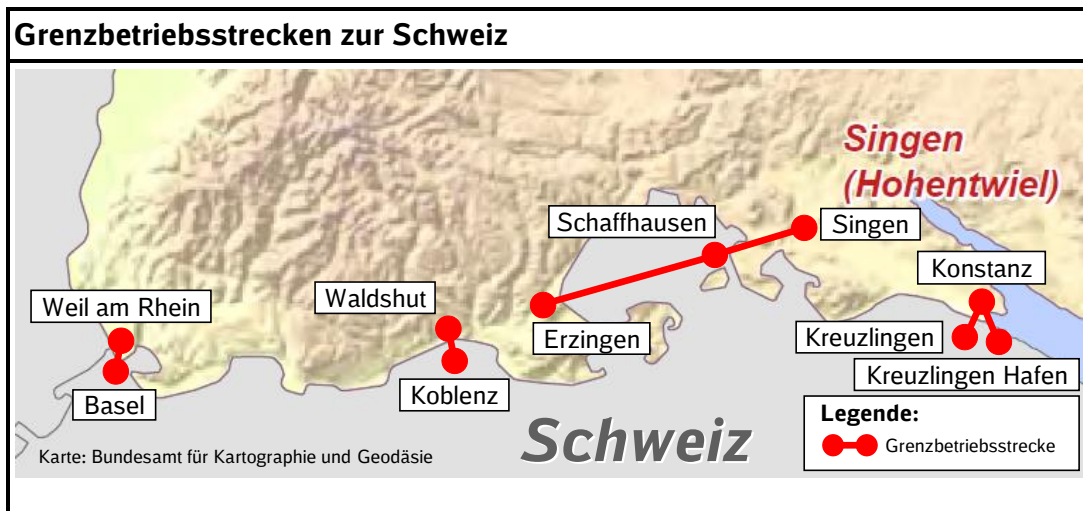 Grenzbetriebsstrecken zur Schweiz
Singen
(Hohentwiel)
Schaffhausen
Singen
Konstanz
Weil am Rhein
Waldshut
Erzingen
Kreuzlingen
Kreuzlingen Hafen
Basel
Koblenz
Schweiz
Legende:
Grenzbetriebsstrecke
Karte: Bundesamt für Kartographie und Geodäsie